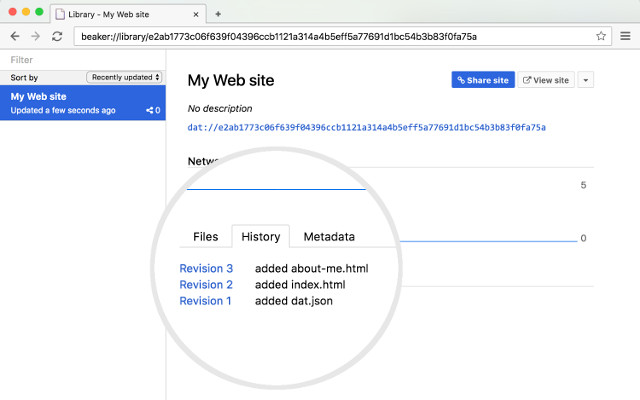 Library - My Web site
beaker://library/e2ab1773c06f639f04396ccb1121a314a4b5eff5a77691d1bc54b3b83f0fa75a
Filter
Sort by
Recently updated
My Web site
Updated a few seconds ago
0
My Web site
Share site
View site
No description
dat://e2ab1773c06f639f04396ccb1121a314a4b5eff5a77691d1bc54b3b83f0fa75a
5
0
Files
History
Metadata
Revision 3 added about-me.html
Revision 2 added index.html
Revision 1 added dat.json